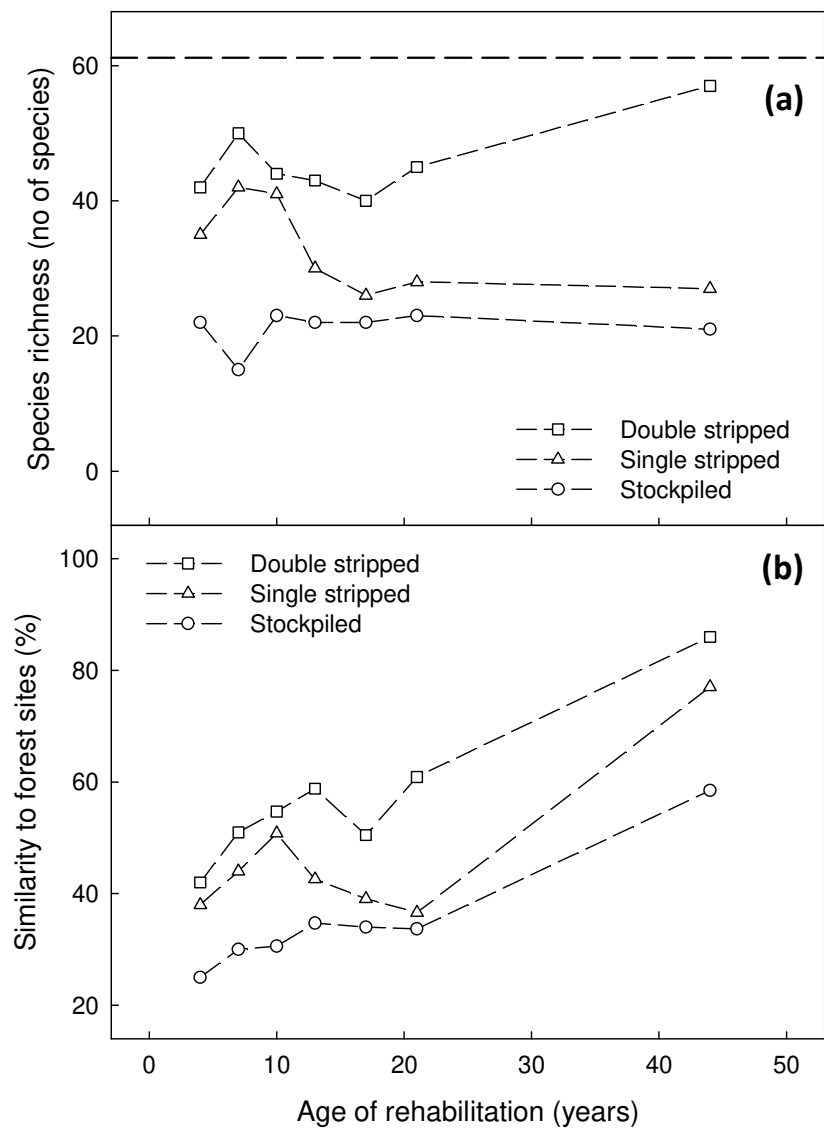 Species richness (no of species)
60
40
20
0
(a)
Double stripped
Single stripped
Stockpiled
Similarity to forest sites (%)
100
80
60
40
20
(b)
Double stripped
Single stripped
Stockpiled
0 10 20 30 40 50
Age of rehabilitation (years)